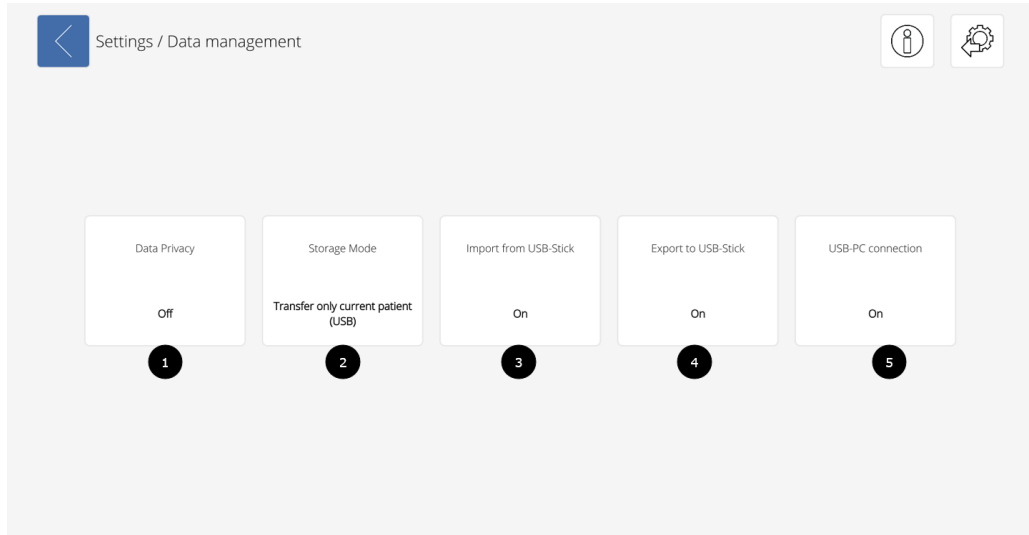 Settings / Data management
Data Privacy
Off
1
Storage Mode
Transfer only current patient
(USB)
2
Import from USB-Stick
On
3
Export to USB-Stick
On
4
USB-PC connection
On
5